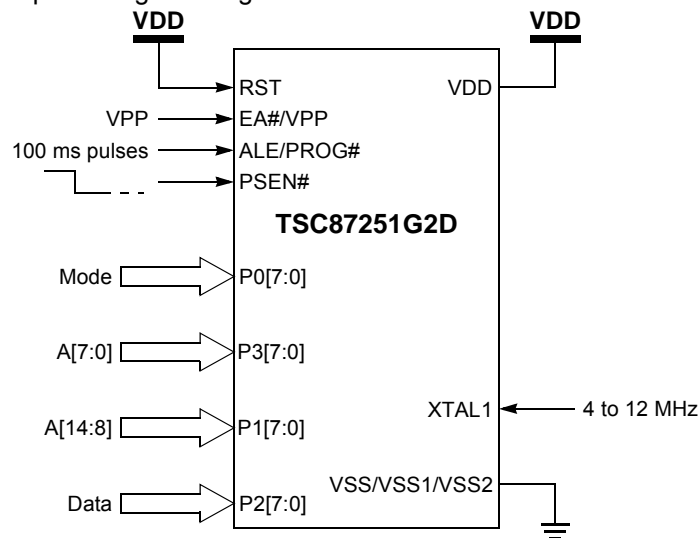 VDD
VDD
RST
VDD
VPP
EA#/VPP
100 ms pulses
ALE/PROG#
PSEN#
TSC87251G2D
Mode
P0[7:0]
A[7:0]
P3[7:0]
XTAL1
4 to 12 MHz
A[14:8]
P1[7:0]
VSS/VSS1/VSS2
Data
P2[7:0]